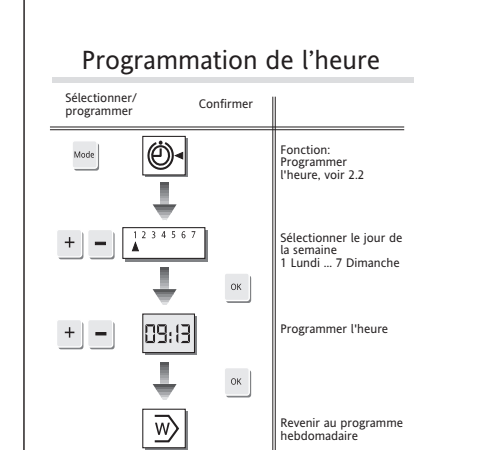 Programmation de l'heure
Sélectionner/
programmer
Confirmer
Mode
Fonction:
Programmer
l'heure, voir 2.2
+ −
1 2 3 4 5 6 7
Sélectionner le jour de
la semaine
1 Lundi ... 7 Dimanche
OK
+ −
09:13
Programmer l'heure
OK
W
Revenir au programme
hebdomadaire